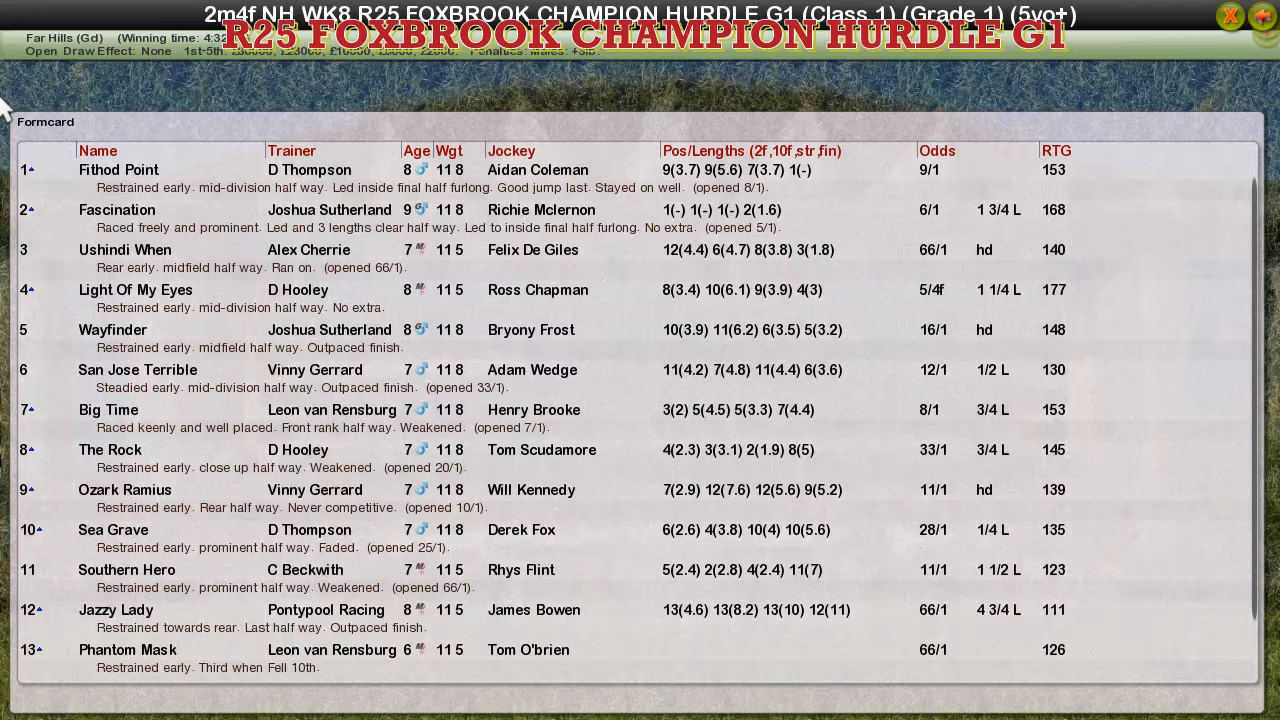 2m4f NH WK8 R25 FOXBROOK CHAMPION HURDLE G1 (Class 1) (Grade 1) (5yo+)
R25 FOXBROOK CHAMPION HURDLE G1
Far Hills (Gd) (Winning time: 4:32
Open Draw Effect: None 1st-5th: Penalties: Males: +3lb.
Formcard
Name Trainer Age Wgt Jockey Pos/Lengths (2f,10f,str,fin) Odds RTG
1 Fithod Point D Thompson 8 11 8 Aidan Coleman 9(3.7) 9(5.6) 7(3.7) 1(-) 9/1 153
Restrained early. mid-division half way. Led inside final half furlong. Good jump last. Stayed on well. (opened 8/1).
2 Fascination Joshua Sutherland 9 11 8 Richie Mclernon 1(-) 1(-) 1(-) 2(1.6) 6/1 1 3/4 L 168
Raced freely and prominent. Led and 3 lengths clear half way. Led to inside final half furlong. No extra. (opened 5/1).
3 Ushindi When Alex Cherrie 7 11 5 Felix De Giles 12(4.4) 6(4.7) 8(3.8) 3(1.8) 66/1 hd 140
Rear early. midfield half way. Ran on. (opened 66/1).
4 Light Of My Eyes D Hooley 8 11 5 Ross Chapman 8(3.4) 10(6.1) 9(3.9) 4(3) 5/4f 1 1/4 L 177
Restrained early. mid-division half way. No extra.
5 Wayfinder Joshua Sutherland 8 11 8 Bryony Frost 10(3.9) 11(6.2) 6(3.5) 5(3.2) 16/1 hd 148
Restrained early. midfield half way. Outpaced finish.
6 San Jose Terrible Vinny Gerrard 7 11 8 Adam Wedge 11(4.2) 7(4.8) 11(4.4) 6(3.6) 12/1 1/2 L 130
Steadied early. mid-division half way. Outpaced finish. (opened 33/1).
7 Big Time Leon van Rensburg 7 11 8 Henry Brooke 3(2) 5(4.5) 5(3.3) 7(4.4) 8/1 3/4 L 153
Raced keenly and well placed. Front rank half way. Weakened. (opened 7/1).
8 The Rock D Hooley 7 11 8 Tom Scudamore 4(2.3) 3(3.1) 2(1.9) 8(5) 33/1 3/4 L 145
Restrained early. close up half way. Weakened. (opened 20/1).
9 Ozark Ramius Vinny Gerrard 7 11 8 Will Kennedy 7(2.9) 12(7.6) 12(5.6) 9(5.2) 11/1 hd 139
Restrained early. Rear half way. Never competitive. (opened 10/1).
10 Sea Grave D Thompson 7 11 8 Derek Fox 6(2.6) 4(3.8) 10(4) 10(5.6) 28/1 1/4 L 135
Restrained early. prominent half way. Faded. (opened 25/1).
11 Southern Hero C Beckwith 7 11 5 Rhys Flint 5(2.4) 2(2.8) 4(2.4) 11(7) 11/1 1 1/2 L 123
Restrained early. prominent half way. Weakened. (opened 66/1).
12 Jazzy Lady Pontypool Racing 8 11 5 James Bowen 13(4.6) 13(8.2) 13(10) 12(11) 66/1 4 3/4 L 111
Restrained towards rear. Last half way. Outpaced finish.
13 Phantom Mask Leon van Rensburg 6 11 5 Tom O'brien 66/1 126
Restrained early. Third when Fell 10th.